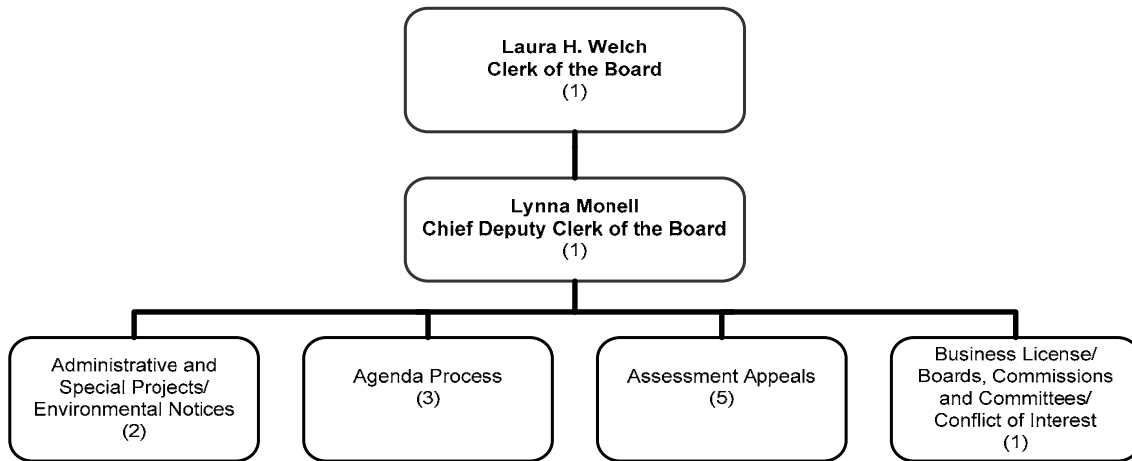 Laura H. Welch
Clerk of the Board
(1)
Lynna Monell
Chief Deputy Clerk of the Board
(1)
Administrative and
Special Projects/
Environmental Notices
(2)
Agenda Process
(3)
Assessment Appeals
(5)
Business License/
Boards, Commissions
and Committees/
Conflict of Interest
(1)